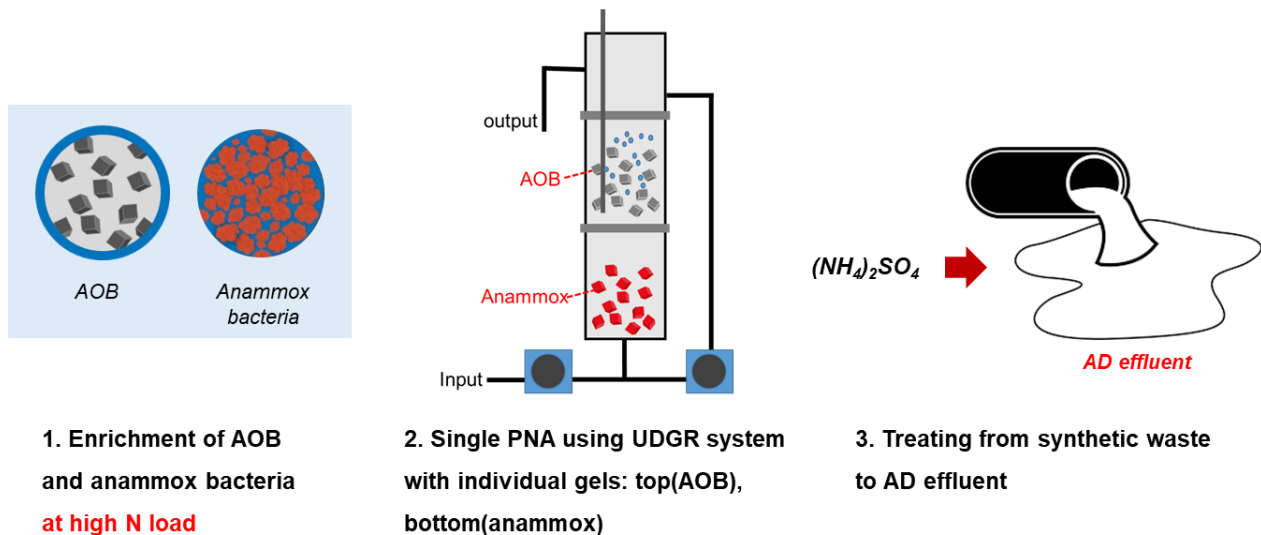 AOB
Anammox
bacteria
1. Enrichment of AOB
and anammox bacteria
at high N load
output
AOB
Anammox
Input
2. Single PNA using UDGR system
with individual gels: top(AOB),
bottom(anammox)
(NH₄)₂SO₄
AD effluent
3. Treating from synthetic waste
to AD effluent